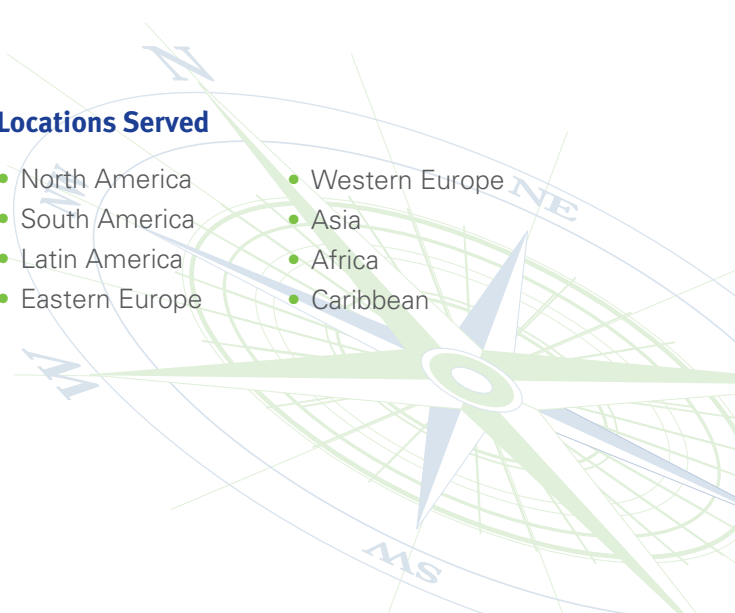 Locations Served
• North America
• South America
• Latin America
• Eastern Europe
• Western Europe
• Asia
• Africa
• Caribbean
N
NE
W
SW